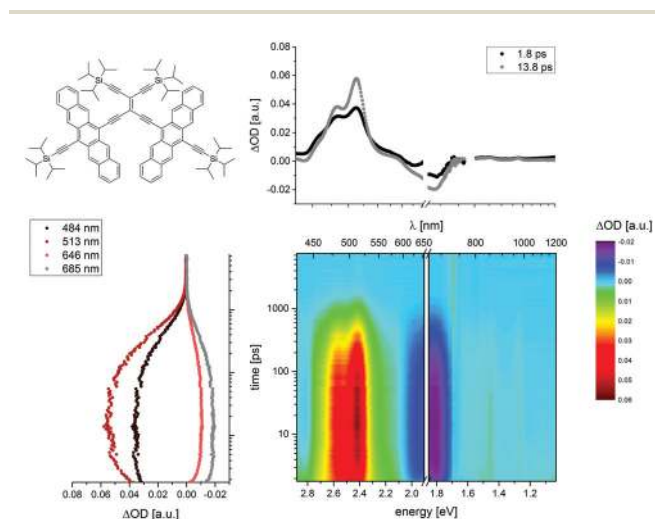 Si
Si
Si
Si
0.08
0.06
0.04
0.02
0.00
-0.02
ΔOD [a.u.]
1.8 ps
13.8 ps
λ [nm]
450 500 550 600 650 800 1000 1200
484 nm
513 nm
646 nm
685 nm
0.08 0.06 0.04 0.02 0.00 -0.02
ΔOD [a.u.]
time [ps]
1000
100
10
2.8 2.6 2.4 2.2 2.0 1.8 1.6 1.4 1.2
energy [eV]
ΔOD [a.u.]
-0.02
-0.01
0.00
0.01
0.02
0.03
0.04
0.05
0.06